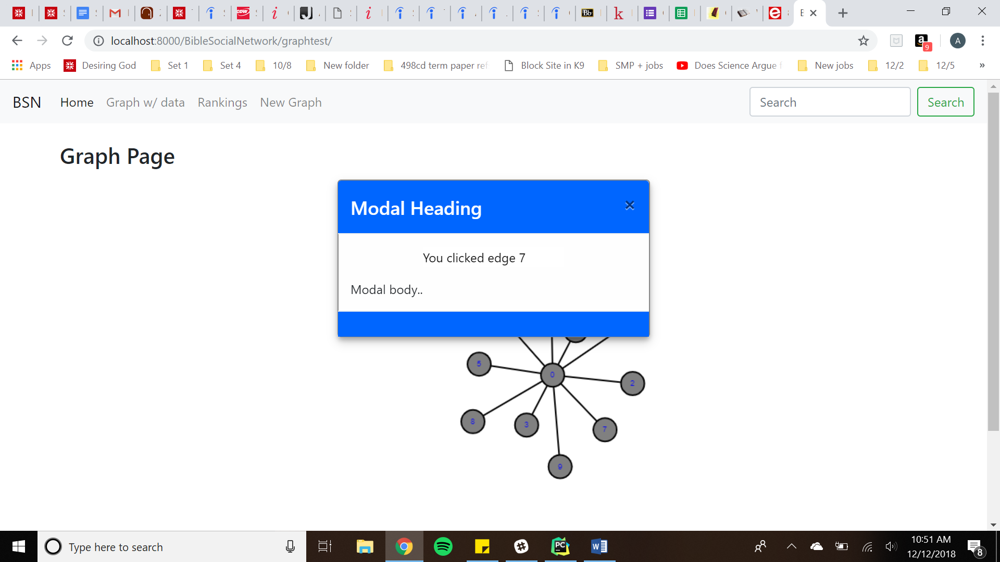 localhost:8000/BibleSocialNetwork/graphtest/
A
9
Apps
Desiring God
Set 1
Set 4
10/8
New folder
498cd term paper ref
Block Site in K9
SMP + jobs
Does Science Argue f
New jobs
12/2
12/5
»
BSN
Home
Graph w/ data
Rankings
New Graph
Search
Search
Graph Page
Modal Heading
×
You clicked edge 7
Modal body..
5
0
2
8
3
7
9
Type here to search
10:51 AM
12/12/2018
8